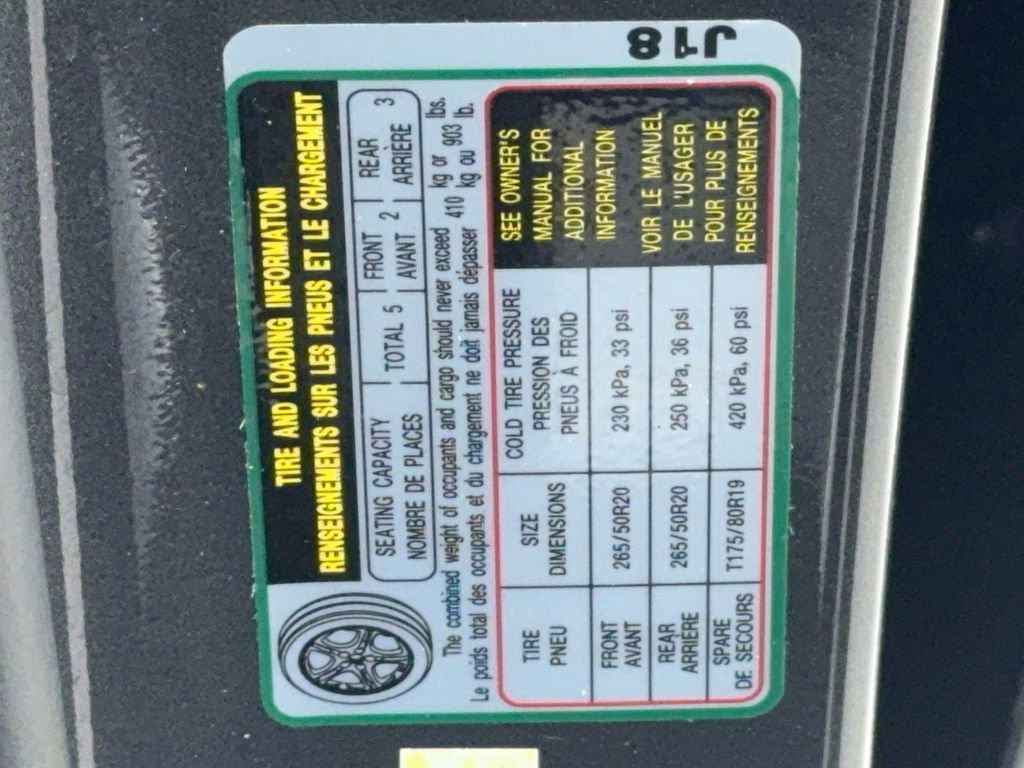 J18
TIRE AND LOADING INFORMATION
RENSEIGNEMENTS SUR LES PNEUS ET LE CHARGEMENT
SEATING CAPACITY
NOMBRE DE PLACES
TOTAL 5
FRONT
AVANT 2
REAR
ARRIÈRE 3
The combined weight of occupants and cargo should never exceed 410 kg or 903 lbs.
Le poids total des occupants et du chargement ne doit jamais dépasser 410 kg ou 903 lb.
TIRE
PNEU
SIZE
DIMENSIONS
COLD TIRE PRESSURE
PRESSION DES
PNEUS À FROID
FRONT
AVANT
265/50R20
230 kPa, 33 psi
REAR
ARRIÈRE
265/50R20
250 kPa, 36 psi
SPARE
DE SECOURS
T175/80R19
420 kPa, 60 psi
SEE OWNER'S
MANUAL FOR
ADDITIONAL
INFORMATION
VOIR LE MANUEL
DE L'USAGER
POUR PLUS DE
RENSEIGNEMENTS